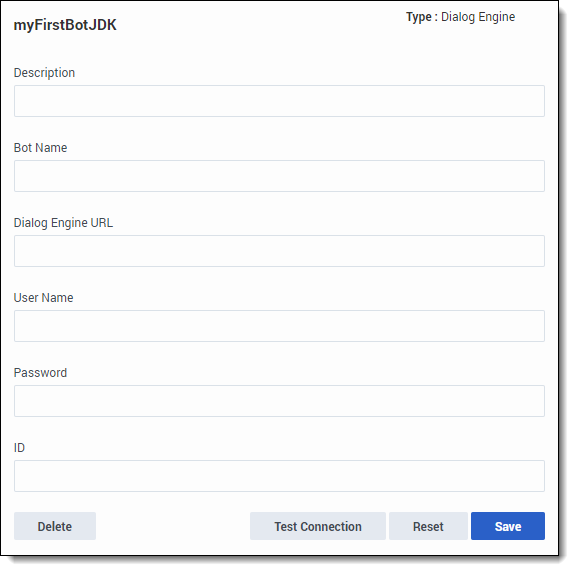 myFirstBotJDK
Type : Dialog Engine
Description
Bot Name
Dialog Engine URL
User Name
Password
ID
Delete
Test Connection
Reset
Save